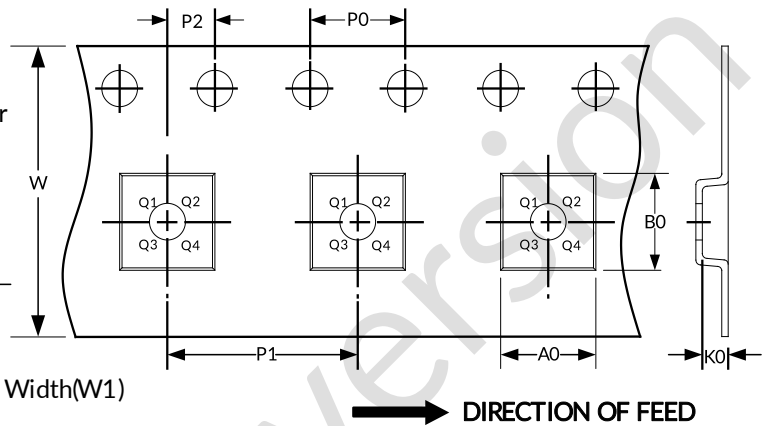 P2
P0
r
W
Q1 Q2
Q3 Q4
Q1 Q2
Q3 Q4
Q1 Q2
Q3 Q4
B0
P1
A0
K0
Width(W1)
DIRECTION OF FEED
version